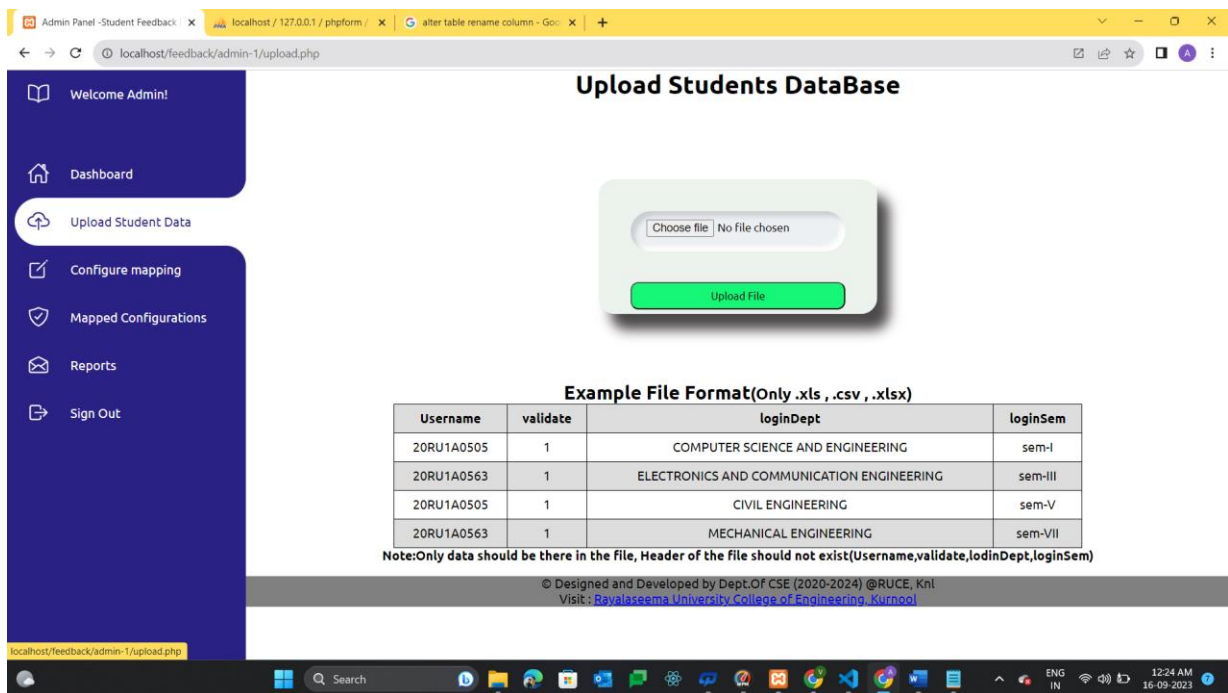 Admin Panel -Student Feedback
localhost / 127.0.0.1 / phpform /
alter table rename column - Goo
localhost/feedback/admin-1/upload.php
Welcome Admin!
Dashboard
Upload Student Data
Configure mapping
Mapped Configurations
Reports
Sign Out
Upload Students DataBase
Choose file No file chosen
Upload File
Example File Format(Only .xls , .csv , .xlsx)
Username validate loginDept loginSem
20RU1A0505 1 COMPUTER SCIENCE AND ENGINEERING sem-I
20RU1A0563 1 ELECTRONICS AND COMMUNICATION ENGINEERING sem-III
20RU1A0505 1 CIVIL ENGINEERING sem-V
20RU1A0563 1 MECHANICAL ENGINEERING sem-VII
Note:Only data should be there in the file, Header of the file should not exist(Username,validate,lodinDept,loginSem)
© Designed and Developed by Dept.Of CSE (2020-2024) @RUCE, Knl
Visit : Rayalaseema University College of Engineering, Kurnool
localhost/feedback/admin-1/upload.php
Search
ENG
IN
12:24 AM
16-09-2023